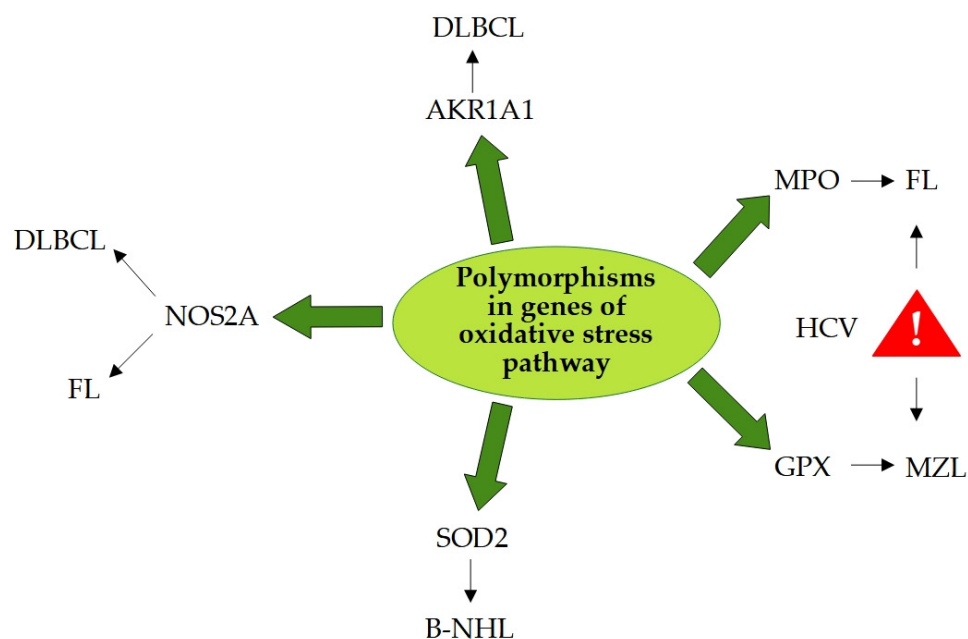 DLBCL
AKR1A1
MPO
FL
DLBCL
NOS2A
FL
Polymorphisms
in genes of
oxidative stress
pathway
HCV
!
GPX
MZL
SOD2
B-NHL